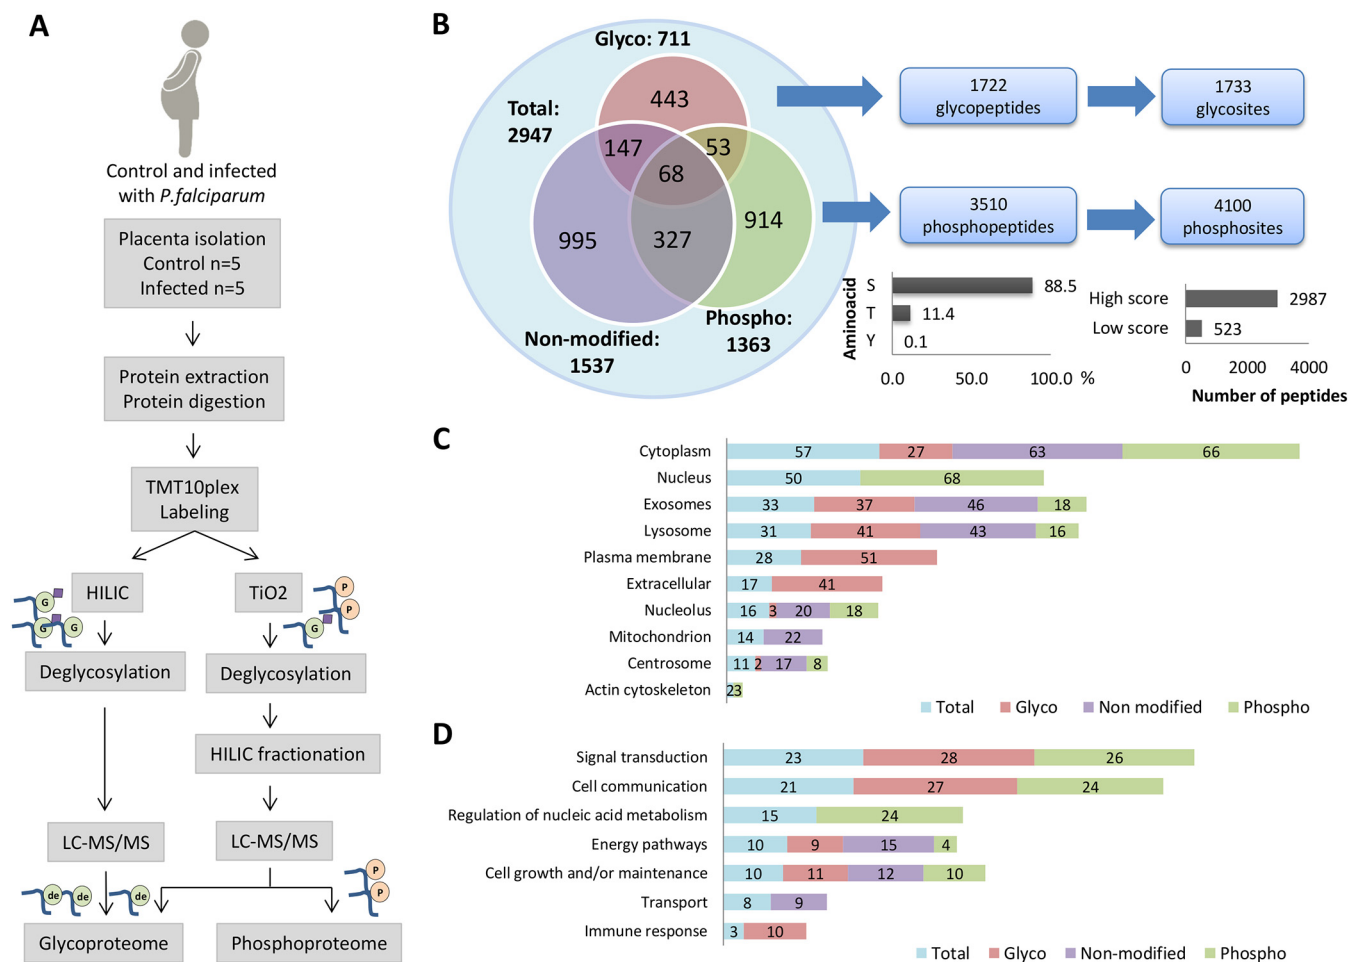 A
Control and infected
with P.falciparum
Placenta isolation
Control n=5
Infected n=5
Protein extraction
Protein digestion
TMT10plex
Labeling
HILIC
TiO2
G
G
G
G
P
P
Deglycosylation
Deglycosylation
HILIC fractionation
LC-MS/MS
LC-MS/MS
de
de
de
P
P
Glycoproteome
Phosphoproteome
B
Glyco: 711
Total:
2947
443
147
53
68
995
327
914
Non-modified:
1537
Phospho:
1363
1722
glycopeptides
1733
glycosites
3510
phosphopeptides
4100
phosphosites
Aminoacid
S 88.5
T 11.4
Y 0.1
0.0 50.0 100.0 %
High score 2987
Low score 523
0 2000 4000
Number of peptides
C
Cytoplasm 57 27 63 66
Nucleus 50 68
Exosomes 33 37 46 18
Lysosome 31 41 43 16
Plasma membrane 28 51
Extracellular 17 41
Nucleolus 16 3 20 18
Mitochondrion 14 22
Centrosome 11 2 17 8
Actin cytoskeleton 2 3
Total Glyco Non modified Phospho
D
Signal transduction 23 28 26
Cell communication 21 27 24
Regulation of nucleic acid metabolism 15 24
Energy pathways 10 9 15 4
Cell growth and/or maintenance 10 11 12 10
Transport 8 9
Immune response 3 10
Total Glyco Non-modified Phospho